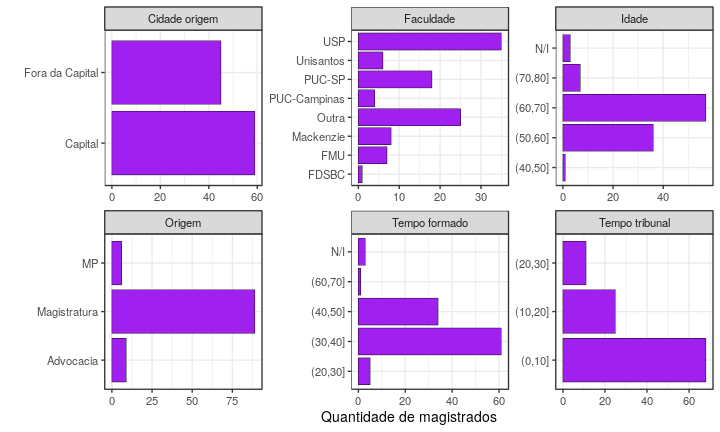 Cidade origem
Fora da Capital
Capital
0 20 40 60
Faculdade
USP
Unisantos
PUC-SP
PUC-Campinas
Outra
Mackenzie
FMU
FDSBC
0 10 20 30
Idade
N/I
(70,80]
(60,70]
(50,60]
(40,50]
0 20 40
Origem
MP
Magistratura
Advocacia
0 25 50 75
Tempo formado
N/I
(60,70]
(40,50]
(30,40]
(20,30]
0 20 40 60
Tempo tribunal
(20,30]
(10,20]
(0,10]
0 20 40 60
Quantidade de magistrados